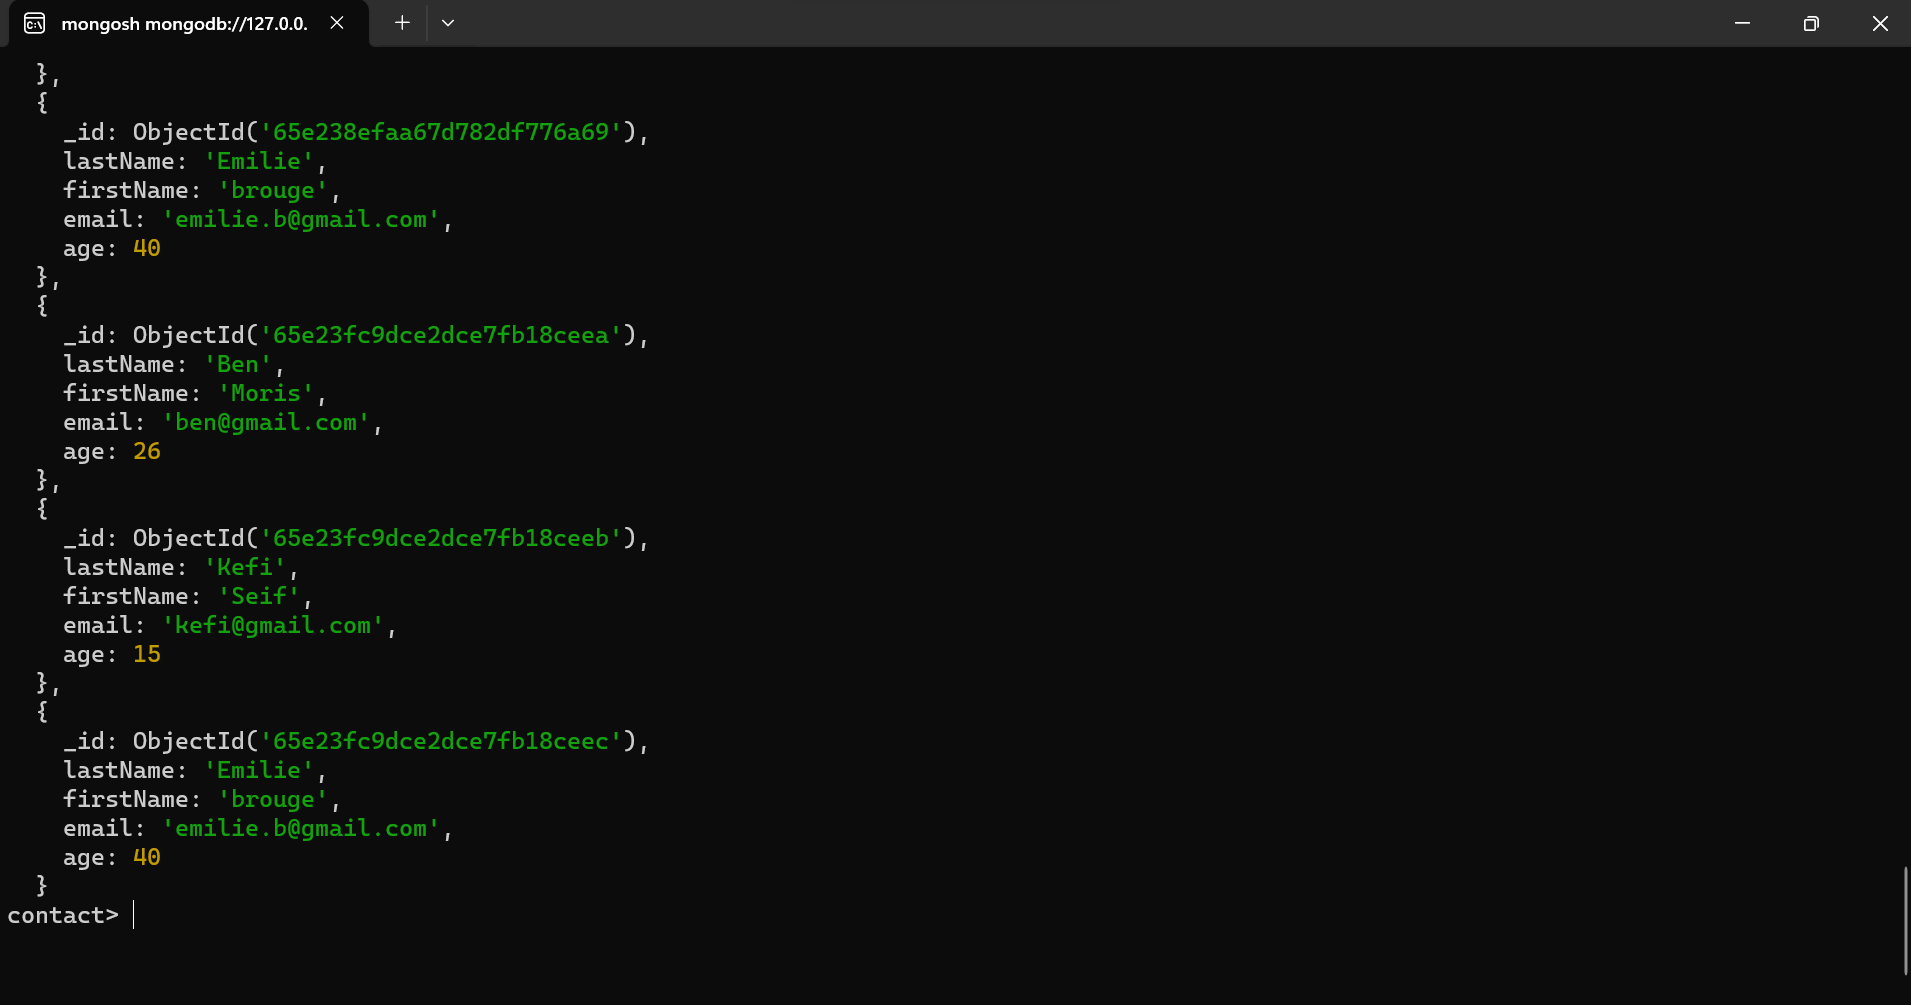 mongosh mongodb://127.0.0.
},
{
_id: ObjectId('65e238efaa67d782df776a69'),
lastName: 'Emilie',
firstName: 'brouge',
email: 'emilie.b@gmail.com',
age: 40
},
{
_id: ObjectId('65e23fc9dce2dce7fb18ceea'),
lastName: 'Ben',
firstName: 'Moris',
email: 'ben@gmail.com',
age: 26
},
{
_id: ObjectId('65e23fc9dce2dce7fb18ceeb'),
lastName: 'Kefi',
firstName: 'Seif',
email: 'kefi@gmail.com',
age: 15
},
{
_id: ObjectId('65e23fc9dce2dce7fb18ceec'),
lastName: 'Emilie',
firstName: 'brouge',
email: 'emilie.b@gmail.com',
age: 40
}
contact>